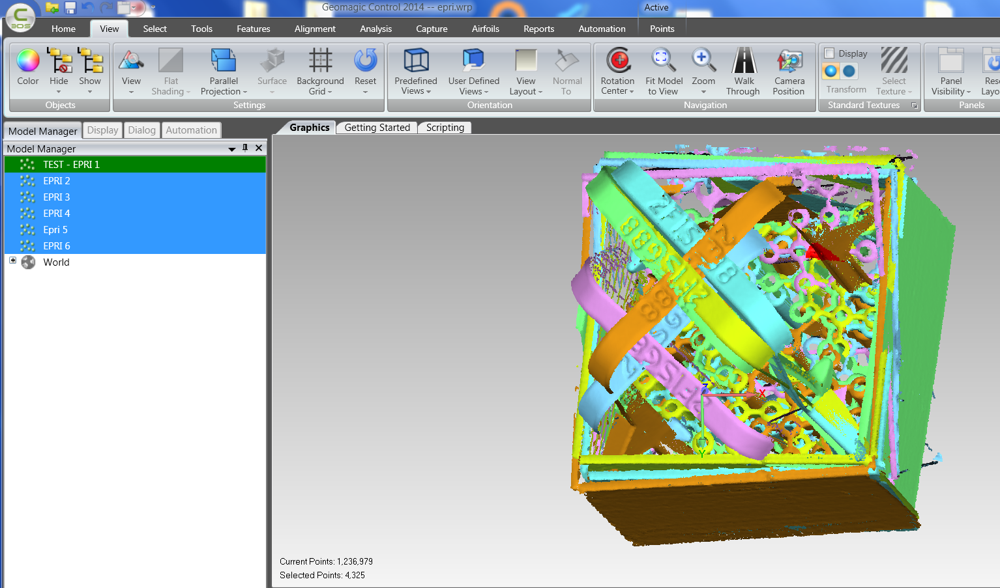 Geomagic Control 2014 -- epri.wrp
Active
C
3DS
Home View Select Tools Features Alignment Analysis Capture Airfoils Reports Automation Points
Color Hide Show
Objects
View Flat Shading Parallel Projection Surface Background Grid Reset
Settings
Predefined Views User Defined Views View Layout Normal To
Orientation
Rotation Center Fit Model to View Zoom Walk Through Camera Position
Navigation
Display
Transform Select Texture
Standard Textures
Panel Visibility
Panels
Model Manager Display Dialog Automation
Graphics Getting Started Scripting
Model Manager
TEST - EPRI 1
EPRI 2
EPRI 3
EPRI 4
Epri 5
EPRI 6
World
Z
X
Y
Current Points: 1,236,979
Selected Points: 4,325